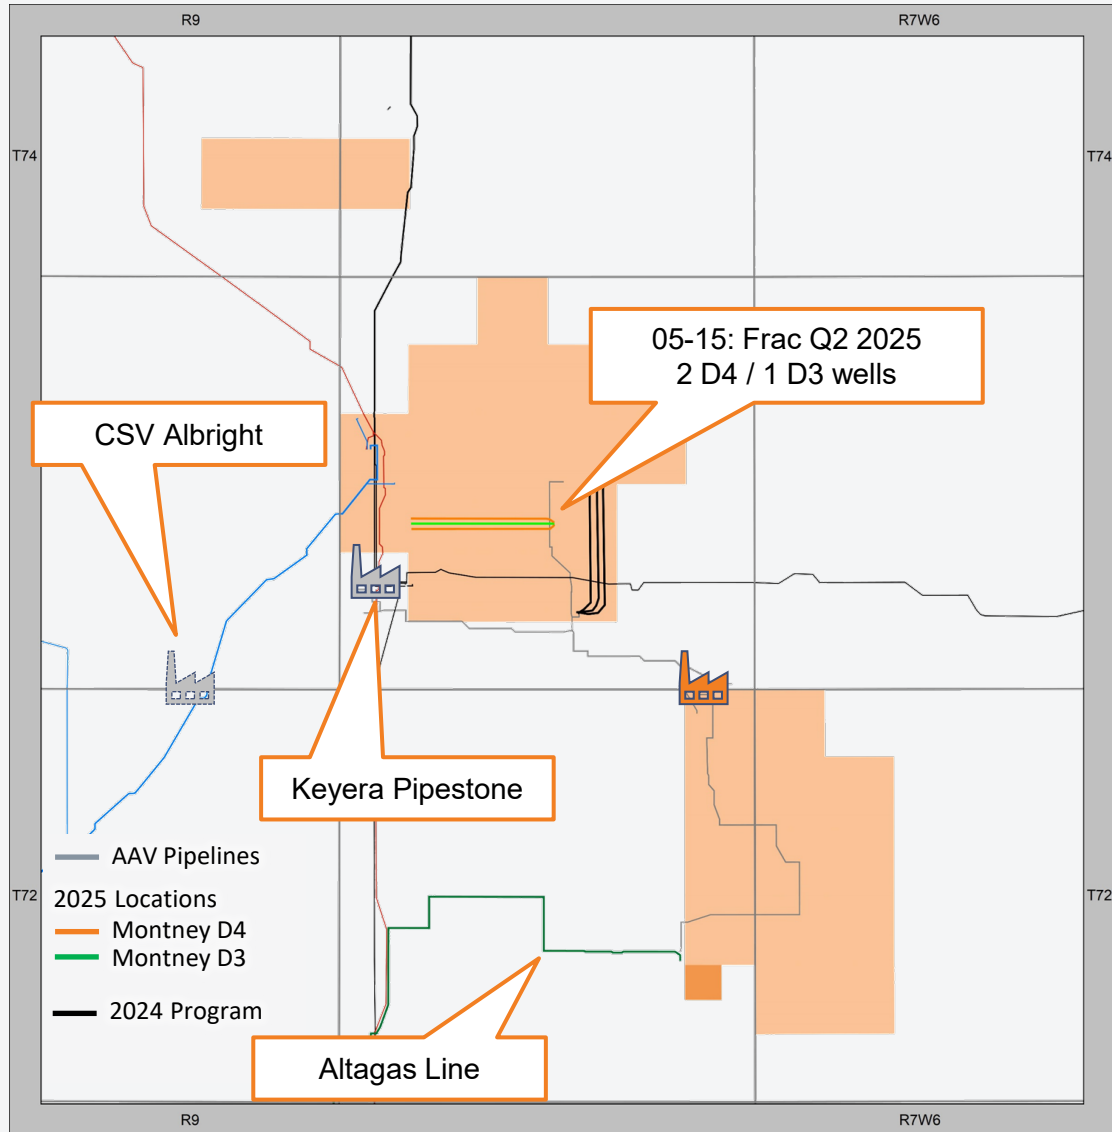 R9
R7W6
T74
T74
05-15: Frac Q2 2025
2 D4 / 1 D3 wells
CSV Albright
Keyera Pipestone
AAV Pipelines
2025 Locations
Montney D4
Montney D3
2024 Program
T72
T72
Altagas Line
R9
R7W6